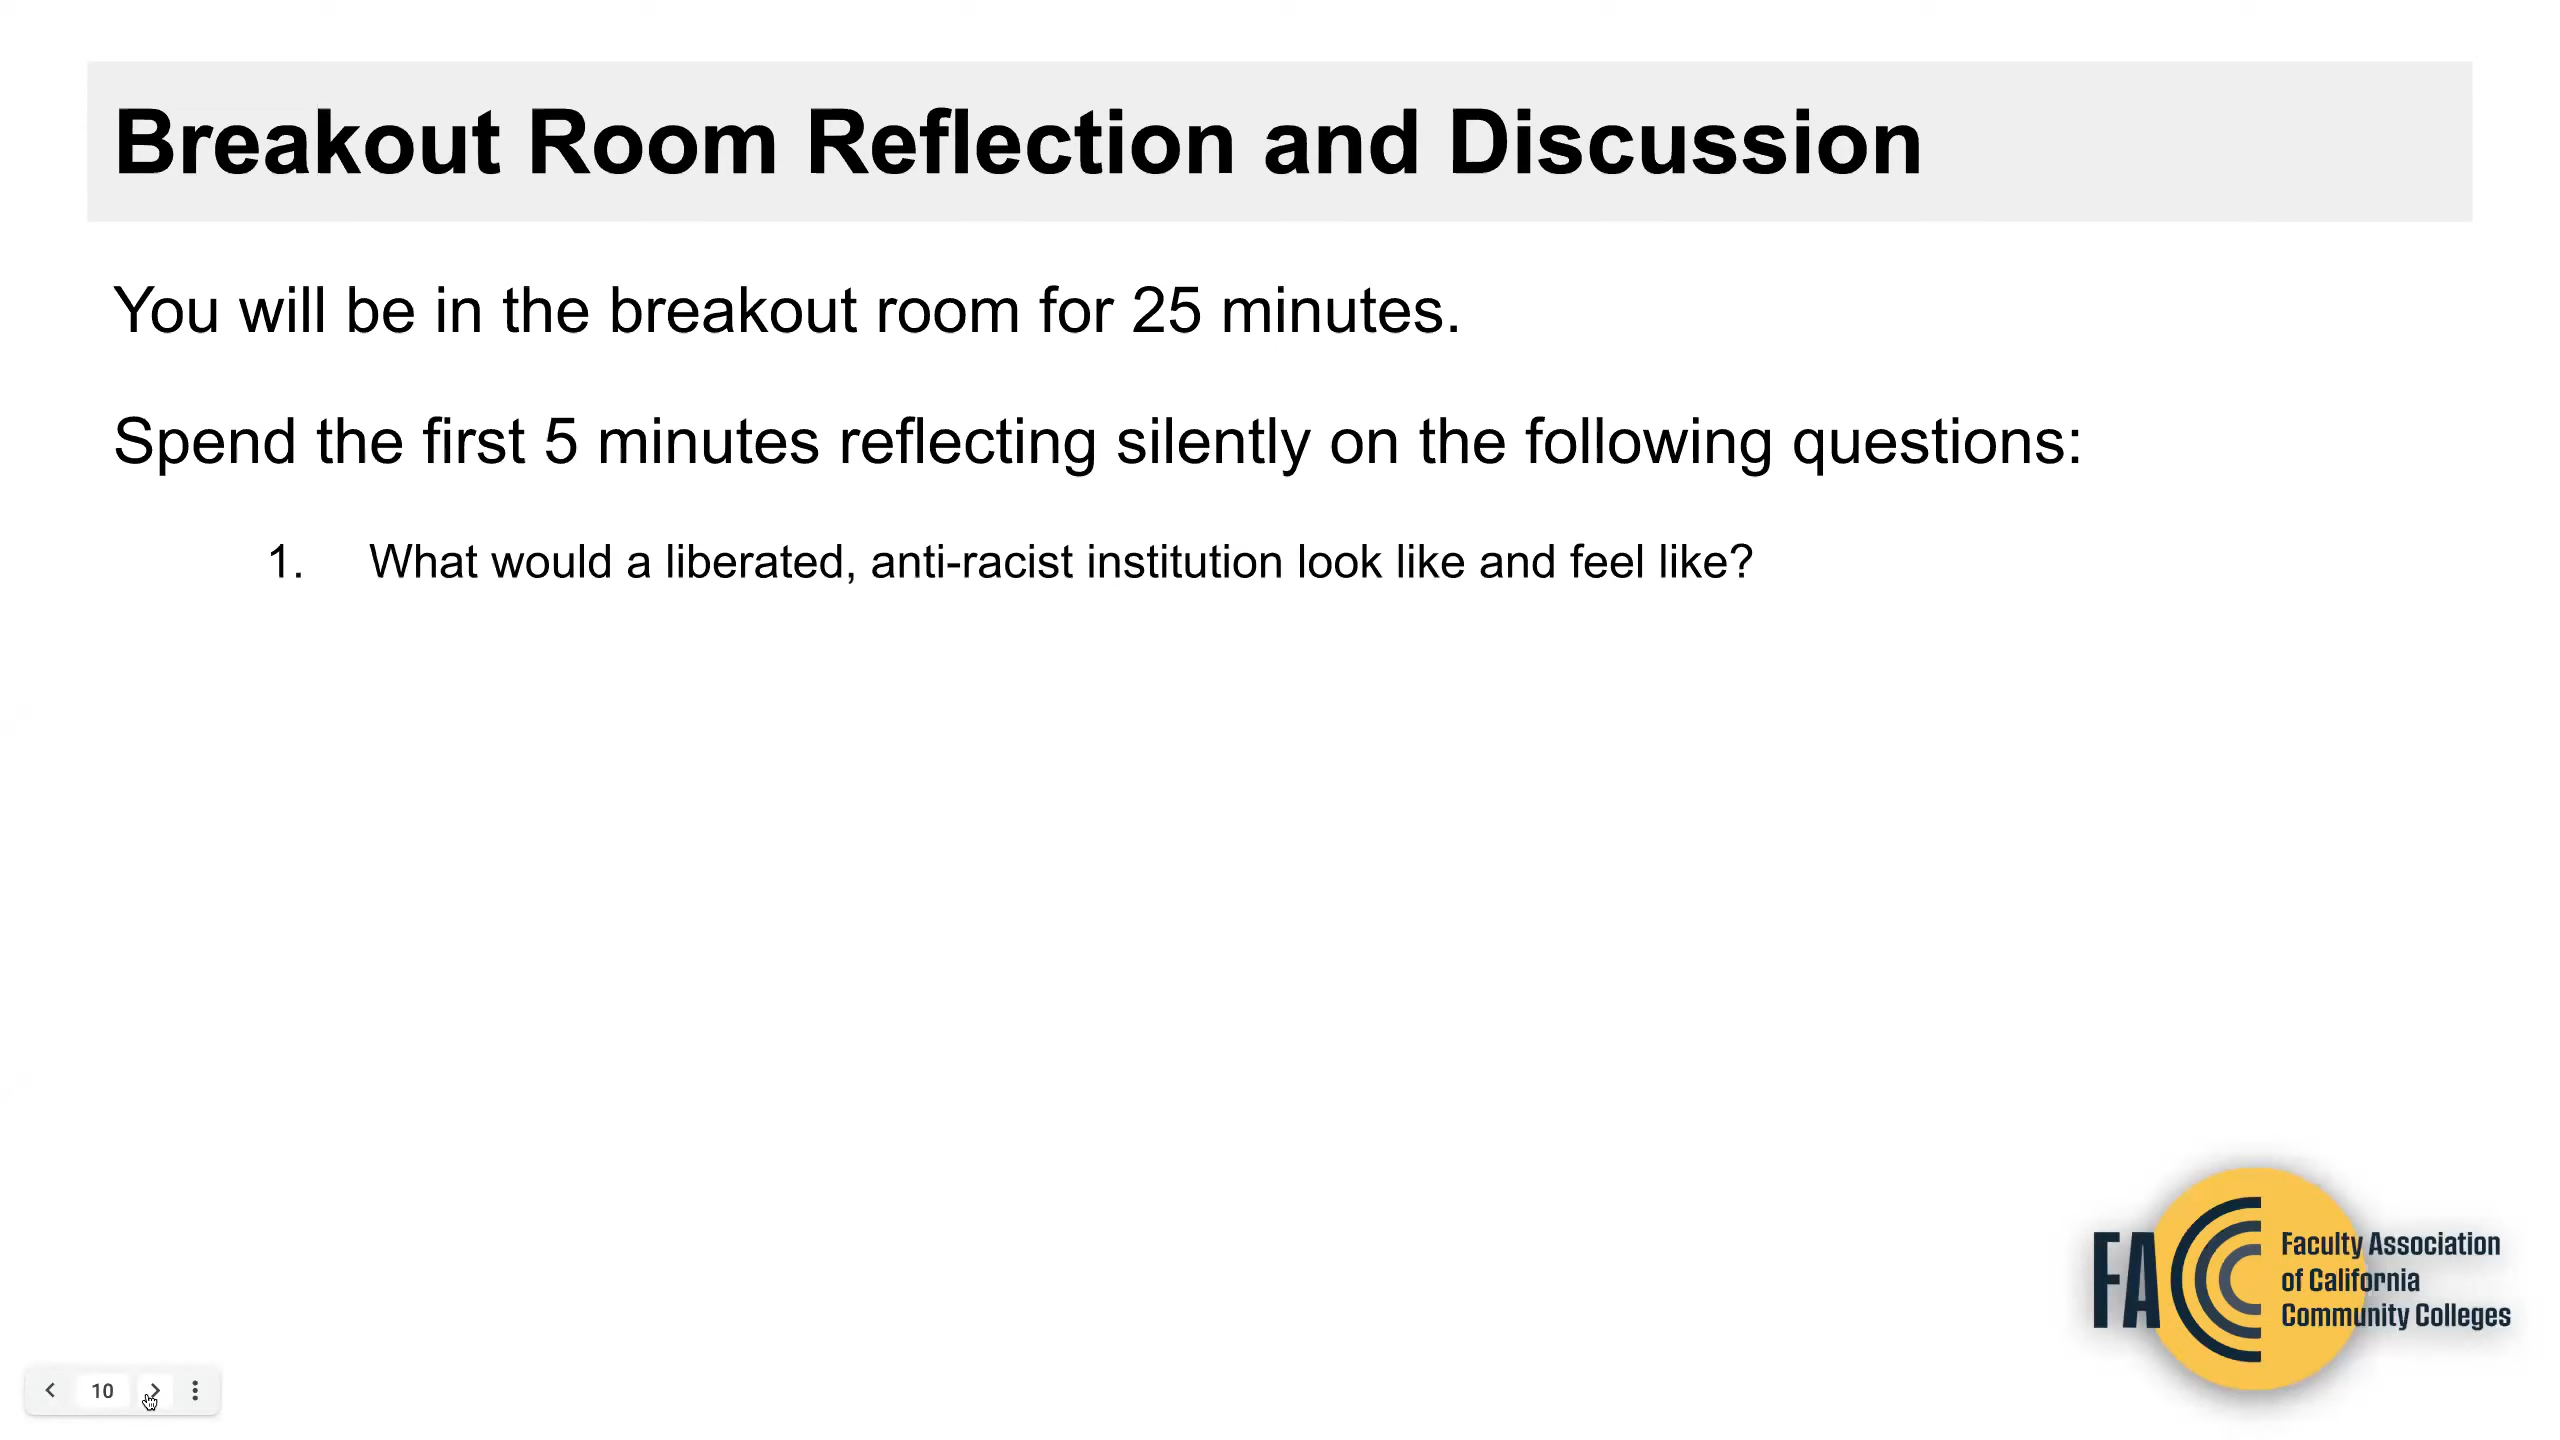 Breakout Room Reflection and Discussion
You will be in the breakout room for 25 minutes.
Spend the first 5 minutes reflecting silently on the following questions:
1. What would a liberated, anti-racist institution look like and feel like?
FACCC
Faculty Association
of California
Community Colleges
10